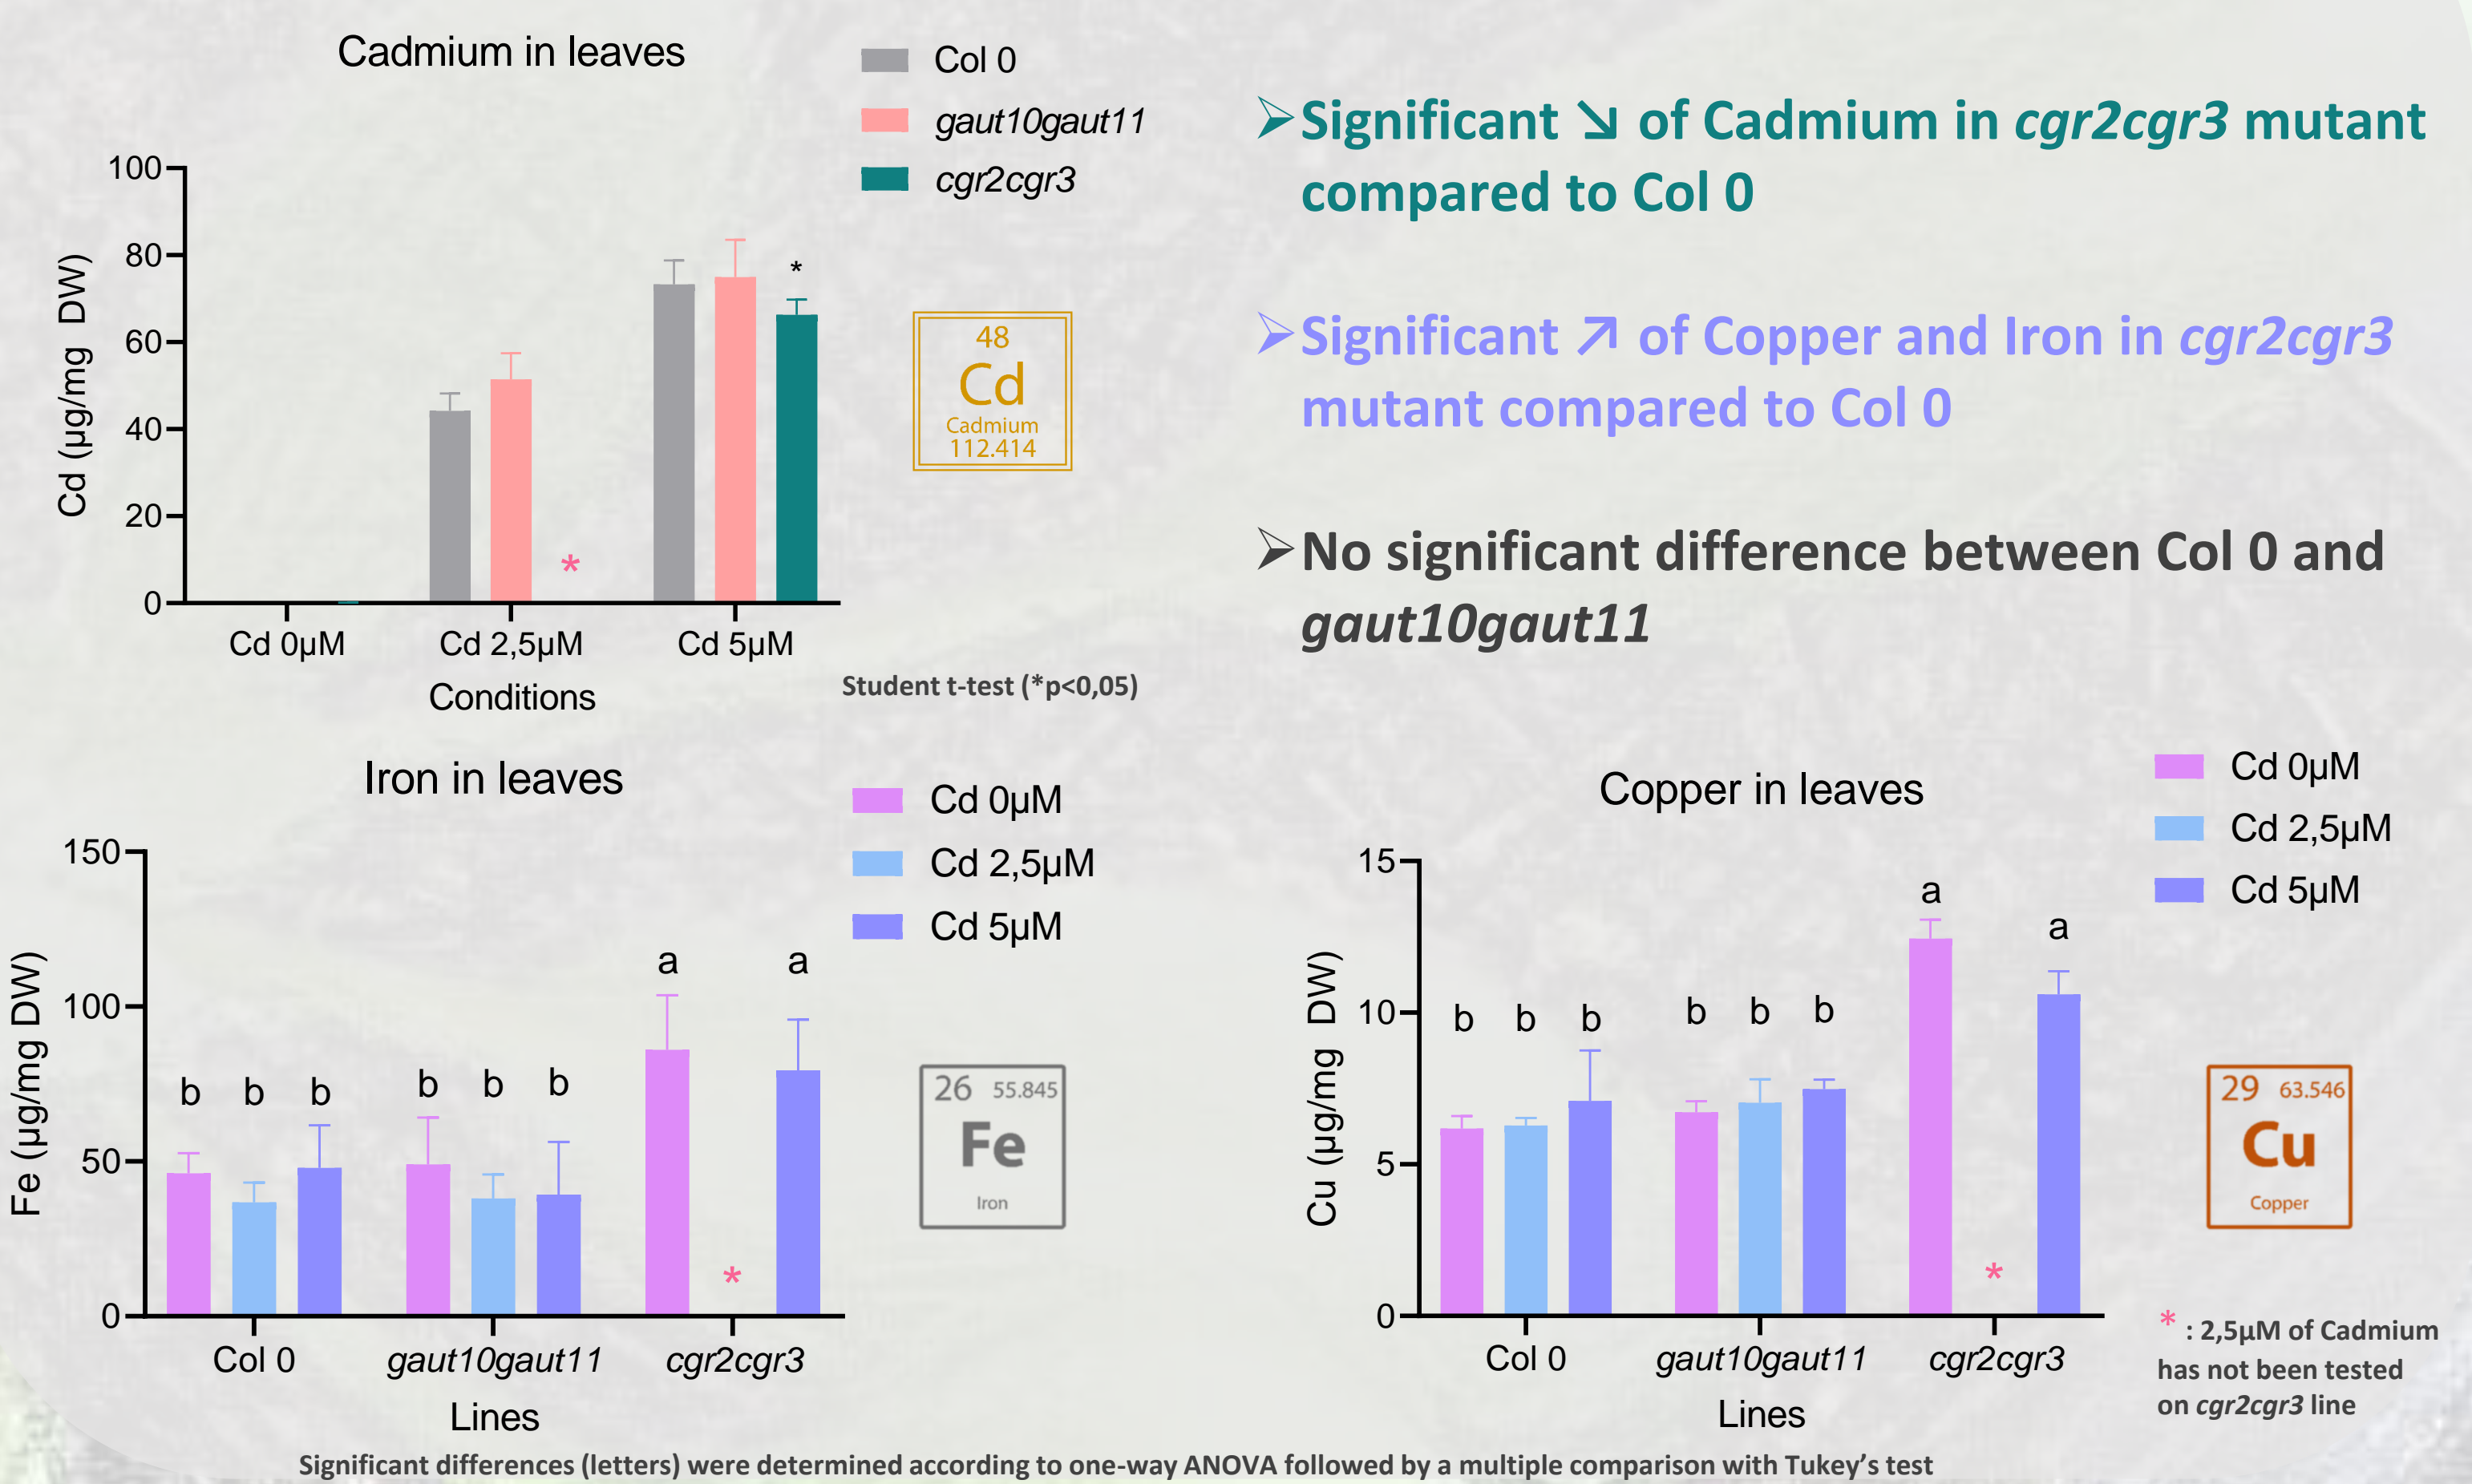 Cadmium in leaves
Col 0
gaut10gaut11
cgr2cgr3
Cd (µg/mg DW)
100
80
60
40
20
0
*
*
Cd 0µM
Cd 2,5µM
Cd 5µM
Conditions
Student t-test (*p<0,05)
48
Cd
Cadmium
112.414
➢Significant ↘ of Cadmium in cgr2cgr3 mutant
compared to Col 0
➢Significant ↗ of Copper and Iron in cgr2cgr3
mutant compared to Col 0
➢No significant difference between Col 0 and
gaut10gaut11
Iron in leaves
Cd 0µM
Cd 2,5µM
Cd 5µM
Fe (µg/mg DW)
150
100
50
0
b b b b b b a * a
Col 0
gaut10gaut11
cgr2cgr3
Lines
26 55.845
Fe
Iron
Copper in leaves
Cd 0µM
Cd 2,5µM
Cd 5µM
Cu (µg/mg DW)
15
10
5
0
b b b b b b a * a
Col 0
gaut10gaut11
cgr2cgr3
Lines
29 63.546
Cu
Copper
* : 2,5µM of Cadmium
has not been tested
on cgr2cgr3 line
Significant differences (letters) were determined according to one-way ANOVA followed by a multiple comparison with Tukey’s test